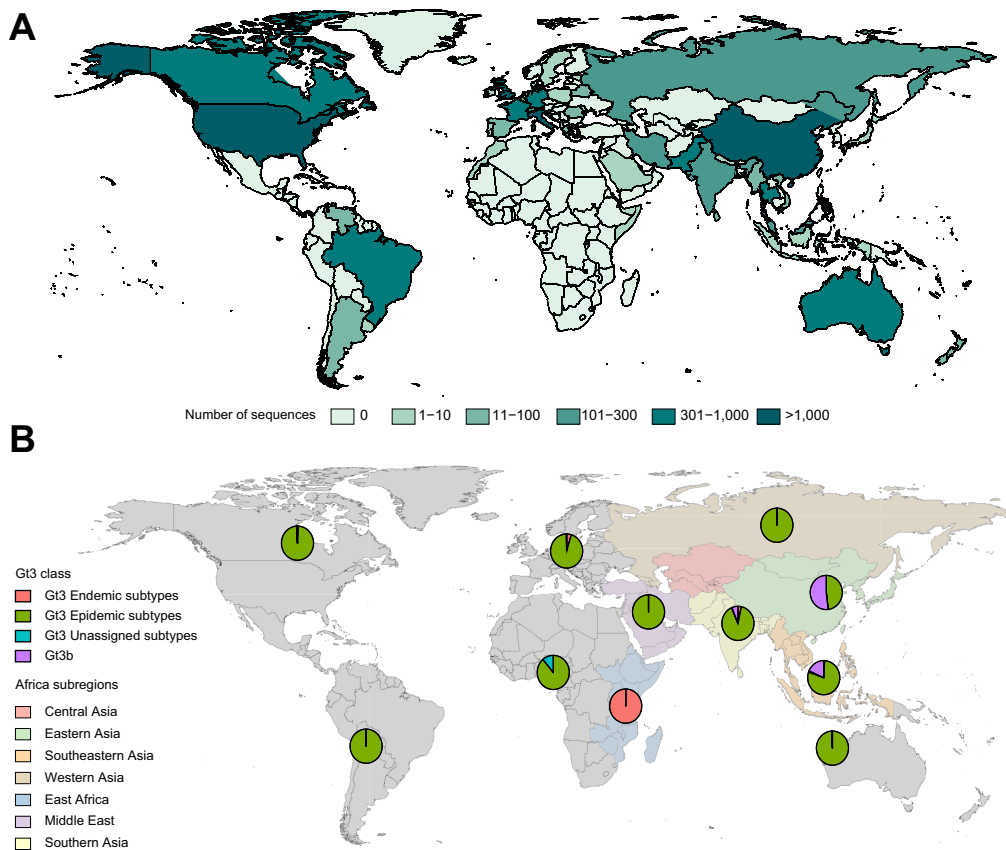 A
Number of sequences 0 1−10 11−100 101−300 301−1,000 >1,000
B
Gt3 class
Gt3 Endemic subtypes
Gt3 Epidemic subtypes
Gt3 Unassigned subtypes
Gt3b
Africa subregions
Central Asia
Eastern Asia
Southeastern Asia
Western Asia
East Africa
Middle East
Southern Asia